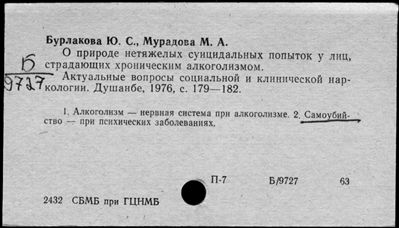 Бурлакова Ю. С., Мурадова М. А.
О природе нетяжелых суицидальных попыток у лиц,
страдающих хроническим алкоголизмом.
Б
9727
Актуальные вопросы социальной и клинической нар-
кологии. Душанбе, 1976, с. 179—182.
1. Алкоголизм — нервная система при алкоголизме. 2. Самоубий-
ство — при психических заболеваниях.
П-7 Б/9727 63
2432 СБМБ при ГЦНМБ